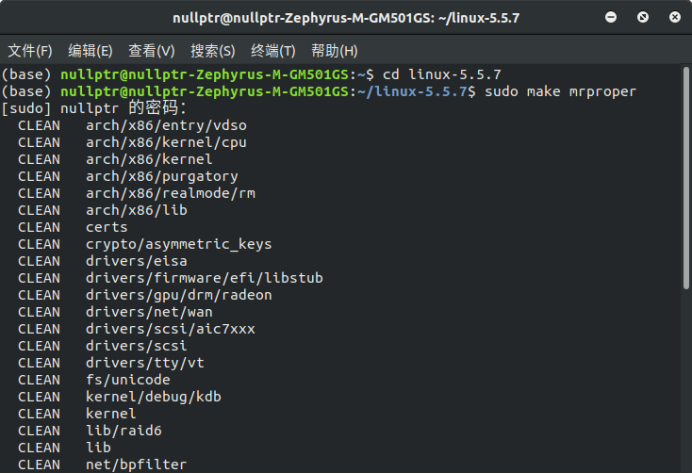 nullptr@nullptr-Zephyrus-M-GM501GS: ~/linux-5.5.7
文件(F) 编辑(E) 查看(V) 搜索(S) 终端(T) 帮助(H)
(base) nullptr@nullptr-Zephyrus-M-GM501GS:~$ cd linux-5.5.7
(base) nullptr@nullptr-Zephyrus-M-GM501GS:~/linux-5.5.7$ sudo make mrproper
[sudo] nullptr 的密码：
CLEAN arch/x86/entry/vdso
CLEAN arch/x86/kernel/cpu
CLEAN arch/x86/kernel
CLEAN arch/x86/purgatory
CLEAN arch/x86/realmode/rm
CLEAN arch/x86/lib
CLEAN certs
CLEAN crypto/asymmetric_keys
CLEAN drivers/eisa
CLEAN drivers/firmware/efi/libstub
CLEAN drivers/gpu/drm/radeon
CLEAN drivers/net/wan
CLEAN drivers/scsi/aic7xxx
CLEAN drivers/scsi
CLEAN drivers/tty/vt
CLEAN fs/unicode
CLEAN kernel/debug/kdb
CLEAN kernel
CLEAN lib/raid6
CLEAN lib
CLEAN net/bpfilter